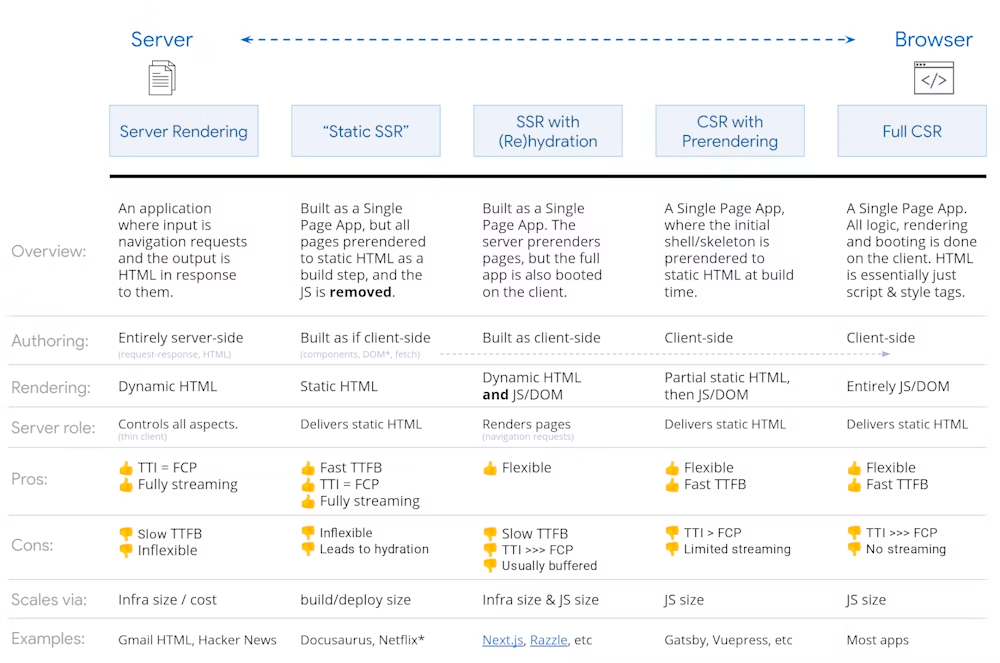 Server
Browser
</>
Server Rendering
“Static SSR”
SSR with
(Re)hydration
CSR with
Prerendering
Full CSR
Overview:
An application
where input is
navigation requests
and the output is
HTML in response
to them.
Built as a Single
Page App, but all
pages prerendered
to static HTML as a
build step, and the
JS is removed.
Built as a Single
Page App. The
server prerenders
pages, but the full
app is also booted
on the client.
A Single Page App,
where the initial
shell/skeleton is
prerendered to
static HTML at build
time.
A Single Page App.
All logic, rendering
and booting is done
on the client. HTML
is essentially just
script & style tags.
Authoring:
Entirely server-side
(request-response, HTML)
Built as if client-side
(components, DOM*, fetch)
Built as client-side
Client-side
Client-side
Rendering:
Dynamic HTML
Static HTML
Dynamic HTML
and JS/DOM
Partial static HTML,
then JS/DOM
Entirely JS/DOM
Server role:
Controls all aspects.
(thin client)
Delivers static HTML
Renders pages
(navigation requests)
Delivers static HTML
Delivers static HTML
Pros:
👍 TTI = FCP
👍 Fully streaming
👍 Fast TTFB
👍 TTI = FCP
👍 Fully streaming
👍 Flexible
👍 Flexible
👍 Fast TTFB
👍 Flexible
👍 Fast TTFB
Cons:
👎 Slow TTFB
👎 Inflexible
👎 Inflexible
👎 Leads to hydration
👎 Slow TTFB
👎 TTI >>> FCP
👎 Usually buffered
👎 TTI > FCP
👎 Limited streaming
👎 TTI >>> FCP
👎 No streaming
Scales via:
Infra size / cost
build/deploy size
Infra size & JS size
JS size
JS size
Examples:
Gmail HTML, Hacker News
Docusaurus, Netflix*
Next.js, Razzle, etc
Gatsby, Vuepress, etc
Most apps